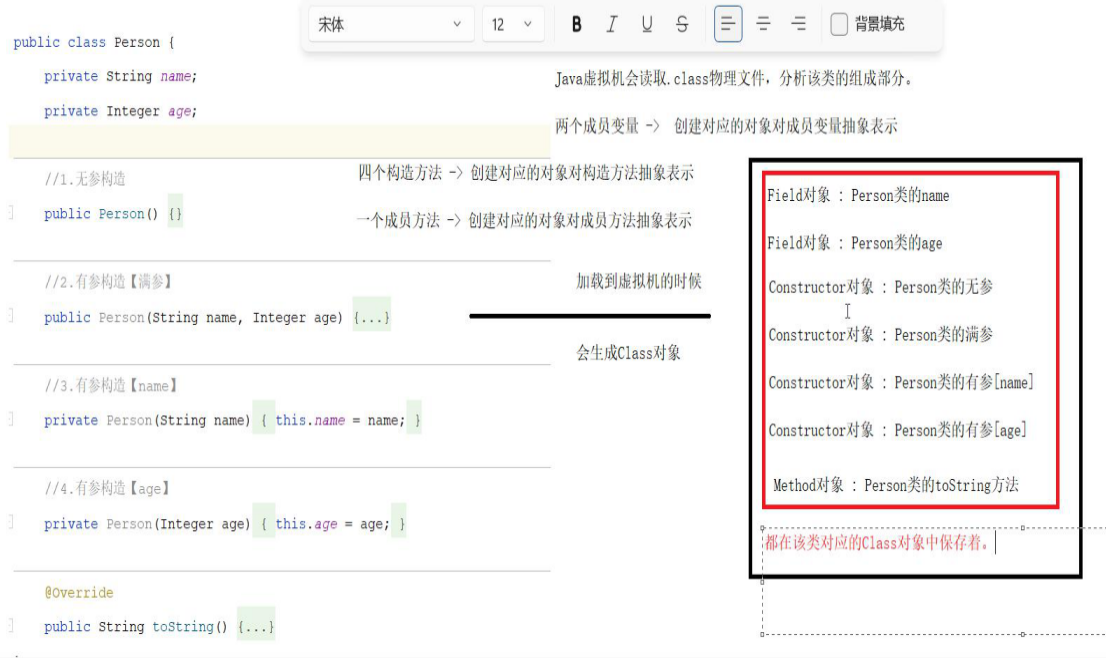 宋体 12 B I U S 背景填充
public class Person {
private String name;
private Integer age;
//1.无参构造
public Person() {}
//2.有参构造【满参】
public Person(String name, Integer age) {...}
//3.有参构造【name】
private Person(String name) { this.name = name; }
//4.有参构造【age】
private Person(Integer age) { this.age = age; }
@Override
public String toString() {...}
Java虚拟机会读取.class物理文件，分析该类的组成部分。
两个成员变量 -> 创建对应的对象对成员变量抽象表示
四个构造方法 -> 创建对应的对象对构造方法抽象表示
一个成员方法 -> 创建对应的对象对成员方法抽象表示
加载到虚拟机的时候
会生成Class对象
Field对象 : Person类的name
Field对象 : Person类的age
Constructor对象 : Person类的无参
Constructor对象 : Person类的满参
Constructor对象 : Person类的有参[name]
Constructor对象 : Person类的有参[age]
Method对象 : Person类的toString方法
都在该类对应的Class对象中保存着。